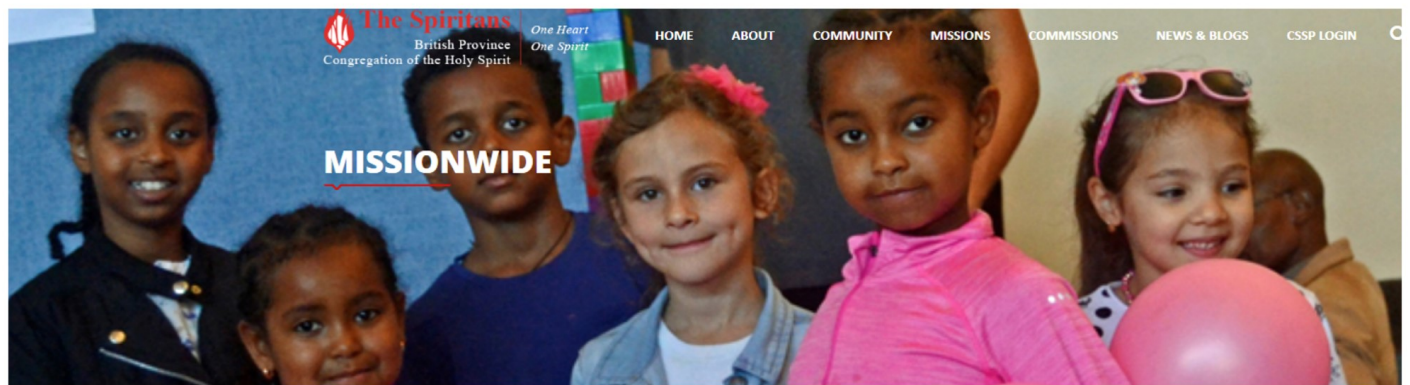 The Spiritans
British Province
Congregation of the Holy Spirit
One Heart
One Spirit
HOME ABOUT COMMUNITY MISSIONS COMMISSIONS NEWS & BLOGS CSSP LOGIN
MISSIONWIDE